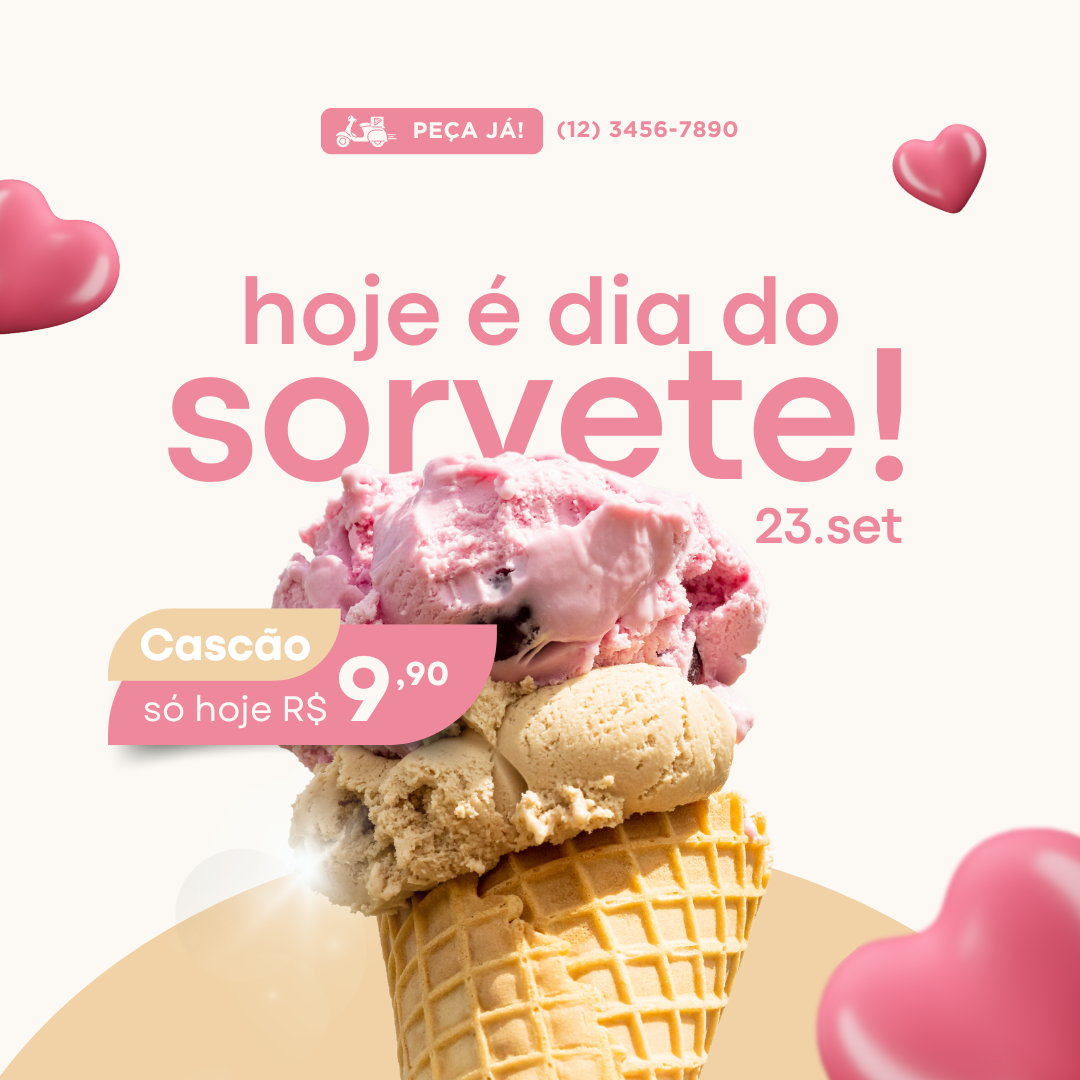 PEÇA JÁ! (12) 3456-7890
hoje é dia do
sorvete!
23.set
Cascão
só hoje R$ 9,90